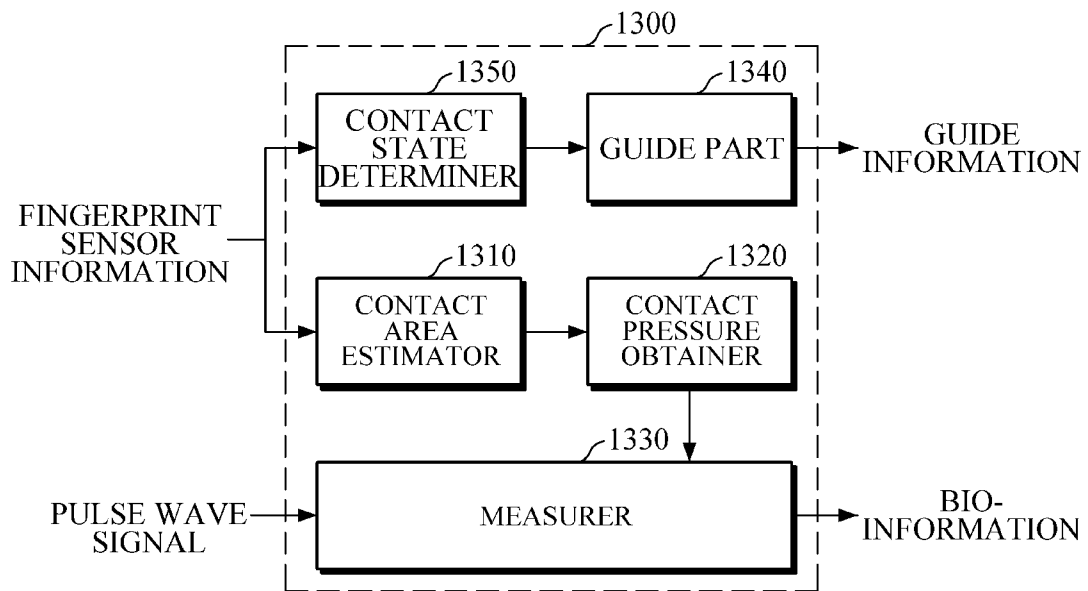 1300
1350
1340
CONTACT
STATE
DETERMINER
GUIDE PART
GUIDE
INFORMATION
FINGERPRINT
SENSOR
INFORMATION
1310
1320
CONTACT
AREA
ESTIMATOR
CONTACT
PRESSURE
OBTAINER
1330
PULSE WAVE
SIGNAL
MEASURER
BIO-
INFORMATION